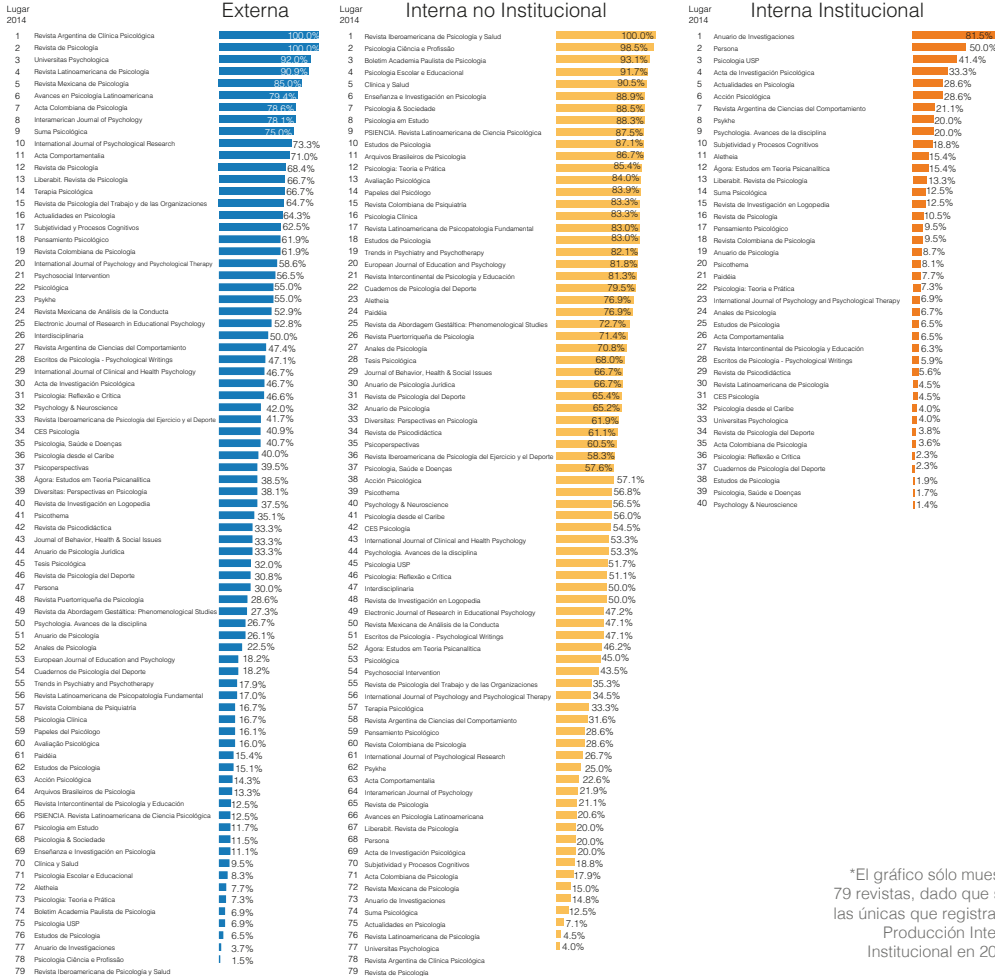 Lugar
2014
Externa
1 Revista Argentina de Clínica Psicológica 100.0%
2 Revista de Psicología 100.0%
3 Universitas Psychologica 92.0%
4 Revista Latinoamericana de Psicología 90.9%
5 Revista Mexicana de Psicología 85.0%
6 Avances en Psicología Latinoamericana 79.4%
7 Acta Colombiana de Psicología 78.6%
8 Interamerican Journal of Psychology 78.1%
9 Suma Psicológica 75.0%
10 International Journal of Psychological Research 73.3%
11 Acta Comportamentalia 71.0%
12 Revista de Psicología 68.4%
13 Liberabit. Revista de Psicología 66.7%
14 Terapia Psicológica 66.7%
15 Revista de Psicología del Trabajo y de las Organizaciones 64.7%
16 Actualidades en Psicología 64.3%
17 Subjetividad y Procesos Cognitivos 62.5%
18 Pensamiento Psicológico 61.9%
19 Revista Colombiana de Psicología 61.9%
20 International Journal of Psychology and Psychological Therapy 58.6%
21 Psychosocial Intervention 56.5%
22 Psicológica 55.0%
23 Psykhe 55.0%
24 Revista Mexicana de Análisis de la Conducta 52.9%
25 Electronic Journal of Research in Educational Psychology 52.8%
26 Interdisciplinaria 50.0%
27 Revista Argentina de Ciencias del Comportamiento 47.4%
28 Escritos de Psicología - Psychological Writings 47.1%
29 International Journal of Clinical and Health Psychology 46.7%
30 Acta de Investigación Psicológica 46.7%
31 Psicologia: Reflexão e Crítica 46.6%
32 Psychology & Neuroscience 42.0%
33 Revista Iberoamericana de Psicología del Ejercicio y el Deporte 41.7%
34 CES Psicología 40.9%
35 Psicologia, Saúde e Doenças 40.7%
36 Psicología desde el Caribe 40.0%
37 Psicoperspectivas 39.5%
38 Ágora: Estudos em Teoria Psicanalítica 38.5%
39 Diversitas: Perspectivas en Psicología 38.1%
40 Revista de Investigación en Logopedia 37.5%
41 Psicothema 35.1%
42 Revista de Psicodidáctica 33.3%
43 Journal of Behavior, Health & Social Issues 33.3%
44 Anuario de Psicología Jurídica 33.3%
45 Tesis Psicológica 32.0%
46 Revista de Psicología del Deporte 30.8%
47 Persona 30.0%
48 Revista Puertorriqueña de Psicología 28.6%
49 Revista da Abordagem Gestáltica: Phenomenological Studies 27.3%
50 Psychologia. Avances de la disciplina 26.7%
51 Anuario de Psicología 26.1%
52 Anales de Psicología 22.5%
53 European Journal of Education and Psychology 18.2%
54 Cuadernos de Psicología del Deporte 18.2%
55 Trends in Psychiatry and Psychotherapy 17.9%
56 Revista Latinoamericana de Psicopatologia Fundamental 17.0%
57 Revista Colombiana de Psiquiatría 16.7%
58 Psicologia Clínica 16.7%
59 Papeles del Psicólogo 16.1%
60 Avaliação Psicológica 16.0%
61 Paidéia 15.4%
62 Estudos de Psicologia 15.1%
63 Acción Psicológica 14.3%
64 Arquivos Brasileiros de Psicologia 13.3%
65 Revista Intercontinental de Psicología y Educación 12.5%
66 PSIENCIA. Revista Latinoamericana de Ciencia Psicológica 12.5%
67 Psicologia em Estudo 11.7%
68 Psicologia & Sociedade 11.5%
69 Enseñanza e Investigación en Psicología 11.1%
70 Clínica y Salud 9.5%
71 Psicologia Escolar e Educacional 8.3%
72 Aletheia 7.7%
73 Psicologia: Teoria e Prática 7.3%
74 Boletim Academia Paulista de Psicologia 6.9%
75 Psicologia USP 6.9%
76 Estudos de Psicologia 6.5%
77 Anuario de Investigaciones 3.7%
78 Psicologia Ciência e Profissão 1.5%
79 Revista Iberoamericana de Psicología y Salud
Lugar
2014
Interna no Institucional
1 Revista Iberoamericana de Psicología y Salud 100.0%
2 Psicologia Ciência e Profissão 98.5%
3 Boletim Academia Paulista de Psicologia 93.1%
4 Psicologia Escolar e Educacional 91.7%
5 Clínica y Salud 90.5%
6 Enseñanza e Investigación en Psicología 88.9%
7 Psicologia & Sociedade 88.5%
8 Psicologia em Estudo 88.3%
9 PSIENCIA. Revista Latinoamericana de Ciencia Psicológica 87.5%
10 Estudos de Psicologia 87.1%
11 Arquivos Brasileiros de Psicologia 86.7%
12 Psicologia: Teoria e Prática 85.4%
13 Avaliação Psicológica 84.0%
14 Papeles del Psicólogo 83.9%
15 Revista Colombiana de Psiquiatría 83.3%
16 Psicologia Clínica 83.3%
17 Revista Latinoamericana de Psicopatologia Fundamental 83.0%
18 Estudos de Psicologia 83.0%
19 Trends in Psychiatry and Psychotherapy 82.1%
20 European Journal of Education and Psychology 81.8%
21 Revista Intercontinental de Psicología y Educación 81.3%
22 Cuadernos de Psicología del Deporte 79.5%
23 Aletheia 76.9%
24 Paidéia 76.9%
25 Revista da Abordagem Gestáltica: Phenomenological Studies 72.7%
26 Revista Puertorriqueña de Psicología 71.4%
27 Anales de Psicología 70.8%
28 Tesis Psicológica 68.0%
29 Journal of Behavior, Health & Social Issues 66.7%
30 Anuario de Psicología Jurídica 66.7%
31 Revista de Psicología del Deporte 65.4%
32 Anuario de Psicología 65.2%
33 Diversitas: Perspectivas en Psicología 61.9%
34 Revista de Psicodidáctica 61.1%
35 Psicoperspectivas 60.5%
36 Revista Iberoamericana de Psicología del Ejercicio y el Deporte 58.3%
37 Psicologia, Saúde e Doenças 57.6%
38 Acción Psicológica 57.1%
39 Psicothema 56.8%
40 Psychology & Neuroscience 56.5%
41 Psicología desde el Caribe 56.0%
42 CES Psicología 54.5%
43 International Journal of Clinical and Health Psychology 53.3%
44 Psychologia. Avances de la disciplina 53.3%
45 Psicologia USP 51.7%
46 Psicologia: Reflexão e Crítica 51.1%
47 Interdisciplinaria 50.0%
48 Revista de Investigación en Logopedia 50.0%
49 Electronic Journal of Research in Educational Psychology 47.2%
50 Revista Mexicana de Análisis de la Conducta 47.1%
51 Escritos de Psicología - Psychological Writings 47.1%
52 Ágora: Estudos em Teoria Psicanalítica 46.2%
53 Psicológica 45.0%
54 Psychosocial Intervention 43.5%
55 Revista de Psicología del Trabajo y de las Organizaciones 35.3%
56 International Journal of Psychology and Psychological Therapy 34.5%
57 Terapia Psicológica 33.3%
58 Revista Argentina de Ciencias del Comportamiento 31.6%
59 Pensamiento Psicológico 28.6%
60 Revista Colombiana de Psicología 28.6%
61 International Journal of Psychological Research 26.7%
62 Psykhe 25.0%
63 Acta Comportamentalia 22.6%
64 Interamerican Journal of Psychology 21.9%
65 Revista de Psicología 21.1%
66 Avances en Psicología Latinoamericana 20.6%
67 Liberabit. Revista de Psicología 20.0%
68 Persona 20.0%
69 Acta de Investigación Psicológica 20.0%
70 Subjetividad y Procesos Cognitivos 18.8%
71 Acta Colombiana de Psicología 17.9%
72 Revista Mexicana de Psicología 15.0%
73 Anuario de Investigaciones 14.8%
74 Suma Psicológica 12.5%
75 Actualidades en Psicología 7.1%
76 Revista Latinoamericana de Psicología 4.5%
77 Universitas Psychologica 4.0%
78 Revista Argentina de Clínica Psicológica
79 Revista de Psicología
Lugar
2014
Interna Institucional
1 Anuario de Investigaciones 81.5%
2 Persona 50.0%
3 Psicologia USP 41.4%
4 Acta de Investigación Psicológica 33.3%
5 Actualidades en Psicología 28.6%
6 Acción Psicológica 28.6%
7 Revista Argentina de Ciencias del Comportamiento 21.1%
8 Psykhe 20.0%
9 Psychologia. Avances de la disciplina 20.0%
10 Subjetividad y Procesos Cognitivos 18.8%
11 Aletheia 15.4%
12 Ágora: Estudos em Teoria Psicanalítica 15.4%
13 Liberabit. Revista de Psicología 13.3%
14 Suma Psicológica 12.5%
15 Revista de Investigación en Logopedia 12.5%
16 Revista de Psicología 10.5%
17 Pensamiento Psicológico 9.5%
18 Revista Colombiana de Psicología 9.5%
19 Anuario de Psicología 8.7%
20 Psicothema 8.1%
21 Paidéia 7.7%
22 Psicologia: Teoria e Prática 7.3%
23 International Journal of Psychology and Psychological Therapy 6.9%
24 Anales de Psicología 6.7%
25 Estudos de Psicologia 6.5%
26 Acta Comportamentalia 6.5%
27 Revista Intercontinental de Psicología y Educación 6.3%
28 Escritos de Psicología - Psychological Writings 5.9%
29 Revista de Psicodidáctica 5.6%
30 Revista Latinoamericana de Psicología 4.5%
31 CES Psicología 4.5%
32 Psicología desde el Caribe 4.0%
33 Universitas Psychologica 4.0%
34 Revista de Psicología del Deporte 3.8%
35 Acta Colombiana de Psicología 3.6%
36 Psicologia: Reflexão e Crítica 2.3%
37 Cuadernos de Psicología del Deporte 2.3%
38 Estudos de Psicologia 1.9%
39 Psicologia, Saúde e Doenças 1.7%
40 Psychology & Neuroscience 1.4%
*El gráfico sólo mues
79 revistas, dado que s
las únicas que registra
Producción Inte
Institucional en 20